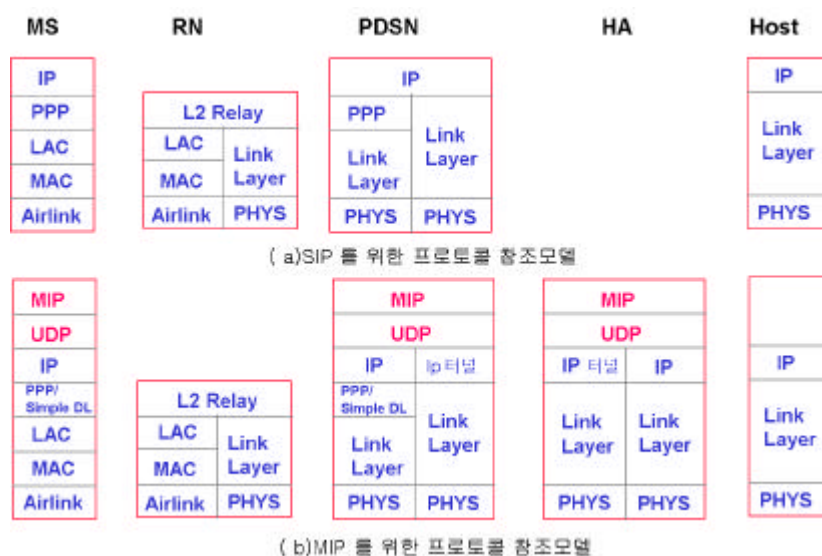 MS RN PDSN HA Host
IP IP IP
PPP L2 Relay PPP Link Layer Link Layer
LAC LAC Link Layer Link Layer
MAC MAC
Airlink Airlink PHYS PHYS PHYS PHYS
( a)SIP 를 위한 프로토콜 참조모델
MIP MIP MIP
UDP UDP UDP
IP IP Ip 터널 IP 터널 IP IP
PPP/ Simple DL L2 Relay PPP/ Simple DL Link Layer Link Layer Link Layer Link Layer
LAC LAC Link Layer Link Layer
MAC MAC
Airlink Airlink PHYS PHYS PHYS PHYS PHYS PHYS
( b)MIP 를 위한 프로토콜 참조모델